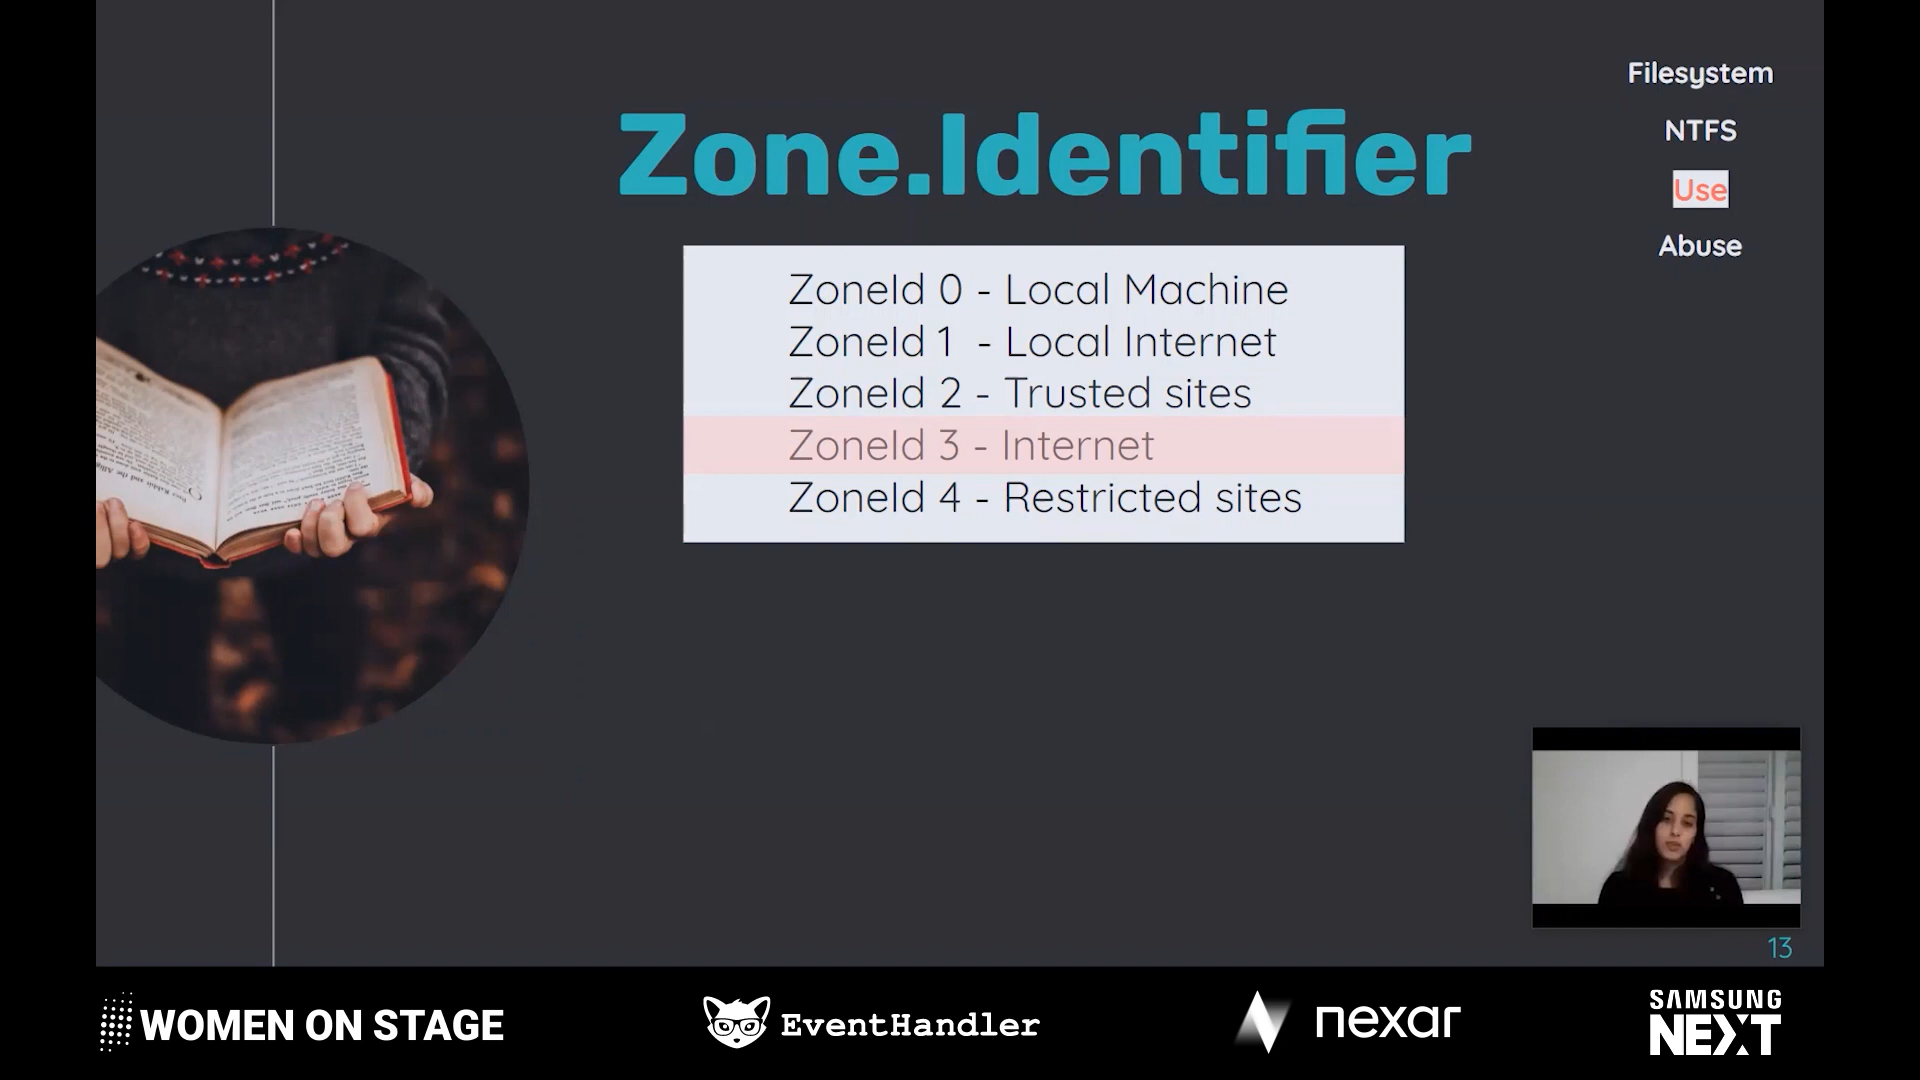 Zone.Identifier
ZoneId 0 - Local Machine
ZoneId 1 - Local Internet
ZoneId 2 - Trusted sites
ZoneId 3 - Internet
ZoneId 4 - Restricted sites
Filesystem
NTFS
Use
Abuse
13
WOMEN ON STAGE
EventHandler
nexar
SAMSUNG
NEXT